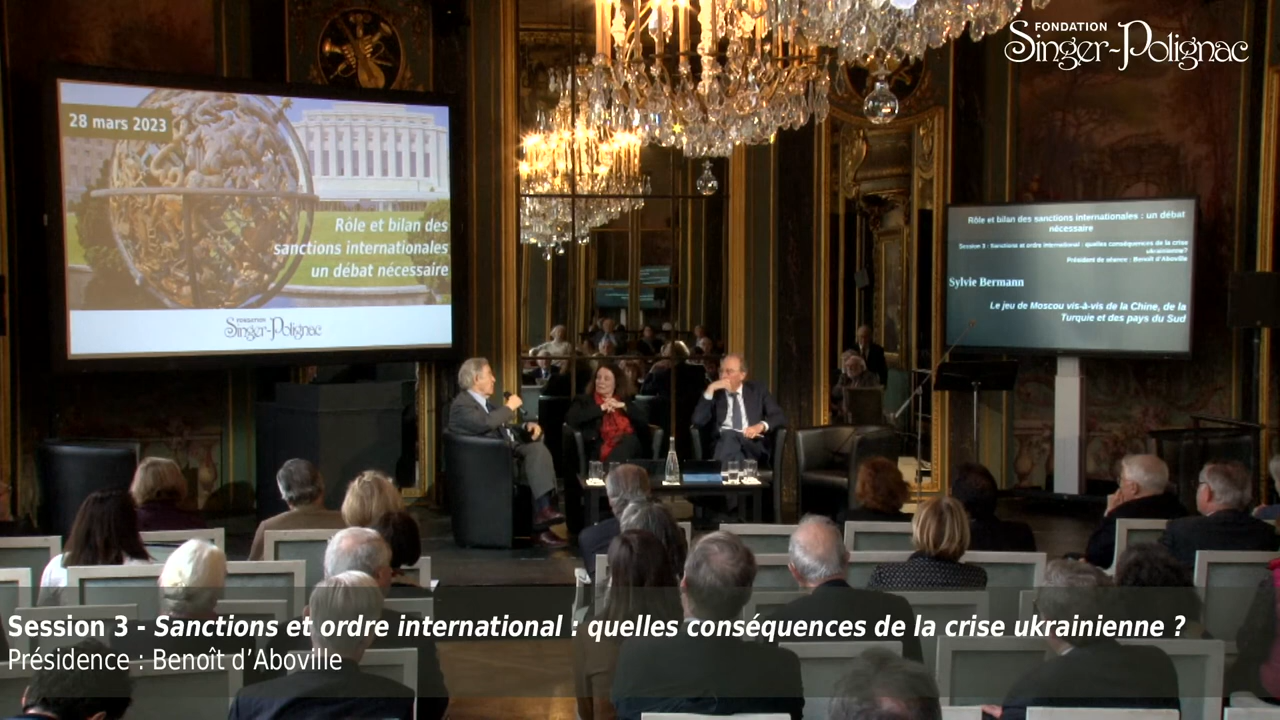 FONDATION
Singer-Polignac
28 mars 2023
Rôle et bilan des
sanctions internationales
un débat nécessaire
FONDATION
Singer-Polignac
Rôle et bilan des sanctions internationales : un débat
nécessaire
Session 3 : Sanctions et ordre international : quelles conséquences de la crise
ukrainienne?
Président de séance : Benoît d'Aboville
Sylvie Bermann
Le jeu de Moscou vis-à-vis de la Chine, de la
Turquie et des pays du Sud
Session 3 - Sanctions et ordre international : quelles conséquences de la crise ukrainienne ?
Présidence : Benoît d’Aboville